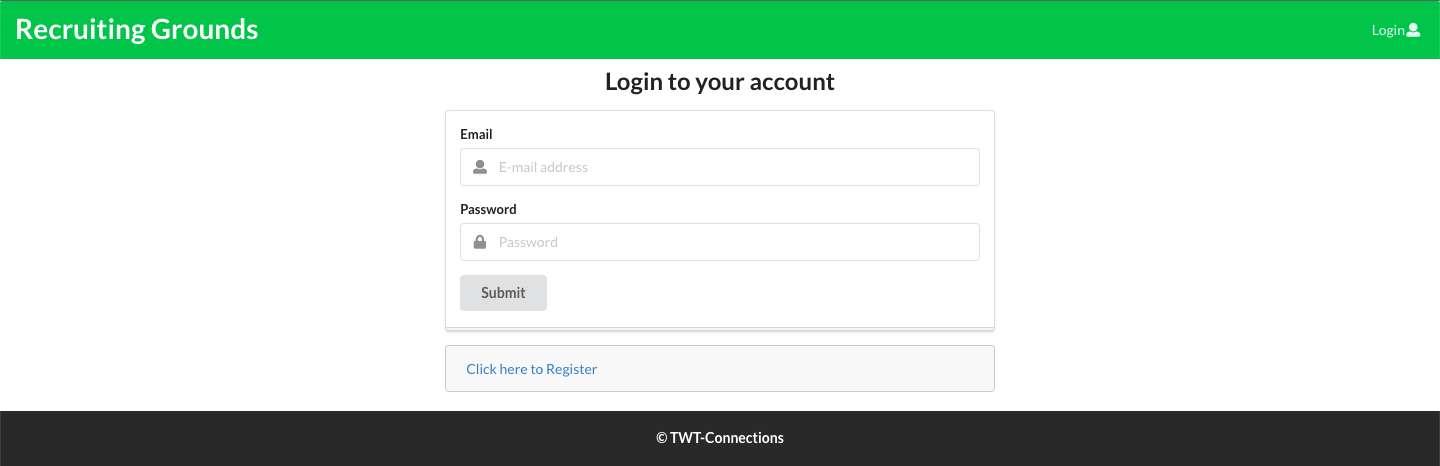 Recruiting Grounds
Login
Login to your account
Email
E-mail address
Password
Password
Submit
Click here to Register
© TWT-Connections